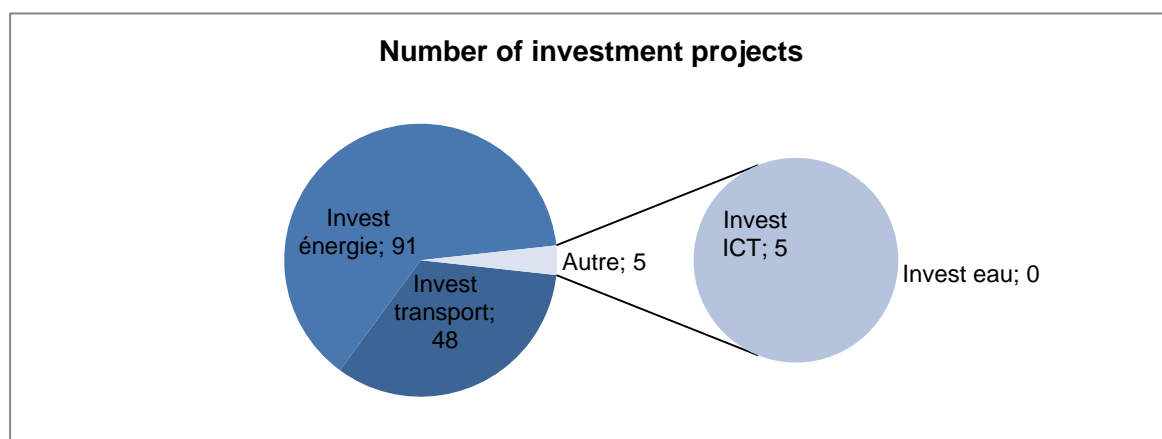 Number of investment projects
Invest
énergie; 91
Invest
transport;
48
Autre; 5
Invest
ICT; 5
Invest eau; 0